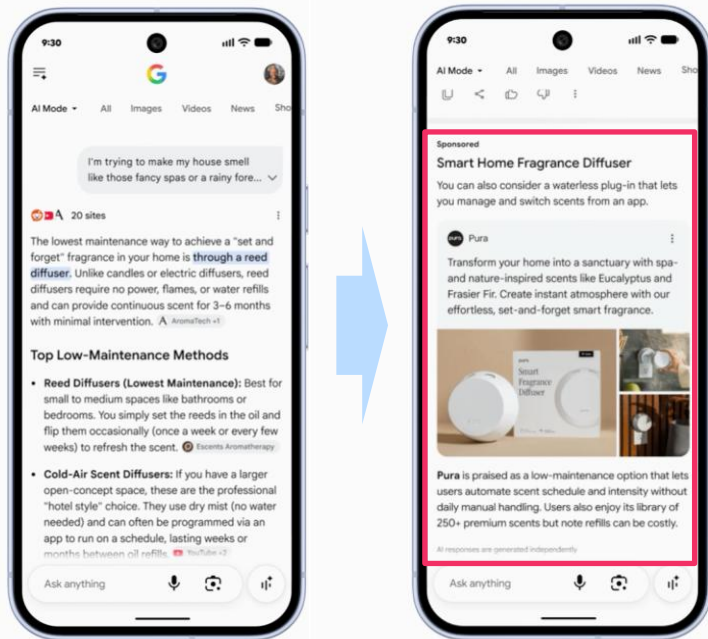 9:30
AI Mode All Images Videos News Sho
I'm trying to make my house smell
like those fancy spas or a rainy fore...
20 sites
The lowest maintenance way to achieve a "set and
forget" fragrance in your home is through a reed
diffuser. Unlike candles or electric diffusers, reed
diffusers require no power, flames, or water refills
and can provide continuous scent for 3–6 months
with minimal intervention. AromaTech +1
Top Low-Maintenance Methods
• Reed Diffusers (Lowest Maintenance): Best for
small to medium spaces like bathrooms or
bedrooms. You simply set the reeds in the oil and
flip them occasionally (once a week or every few
weeks) to refresh the scent. Escents Aromatherapy
• Cold-Air Scent Diffusers: If you have a larger
open-concept space, these are the professional
"hotel style" choice. They use dry mist (no water
needed) and can often be programmed via an
app to run on a schedule, lasting weeks or
months between oil refills. YouTube +2
Ask anything
9:30
AI Mode All Images Videos News Sho
Sponsored
Smart Home Fragrance Diffuser
You can also consider a waterless plug-in that lets
you manage and switch scents from an app.
pura Pura
Transform your home into a sanctuary with spa-
and nature-inspired scents like Eucalyptus and
Frasier Fir. Create instant atmosphere with our
effortless, set-and-forget smart fragrance.
pura
Smart
Fragrance
Diffuser
Pura is praised as a low-maintenance option that lets
users automate scent schedule and intensity without
daily manual handling. Users also enjoy its library of
250+ premium scents but note refills can be costly.
AI responses are generated independently
Ask anything